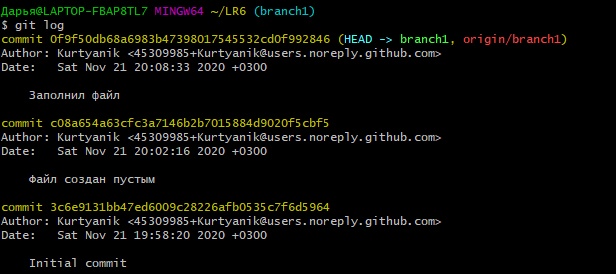 Дарья@LAPTOP-FBAP8TL7 MINGW64 ~/LR6 (branch1)
$ git log
commit 0f9f50db68a6983b47398017545532cd0f992846 (HEAD -> branch1, origin/branch1)
Author: Kurtyanik <45309985+Kurtyanik@users.noreply.github.com>
Date:   Sat Nov 21 20:08:33 2020 +0300
Заполнил файл
commit c08a654a63cfc3a7146b2b7015884d9020f5cbf5
Author: Kurtyanik <45309985+Kurtyanik@users.noreply.github.com>
Date:   Sat Nov 21 20:02:16 2020 +0300
Файл создан пустым
commit 3c6e9131bb47ed6009c28226afb0535c7f6d5964
Author: Kurtyanik <45309985+Kurtyanik@users.noreply.github.com>
Date:   Sat Nov 21 19:58:20 2020 +0300
Initial commit